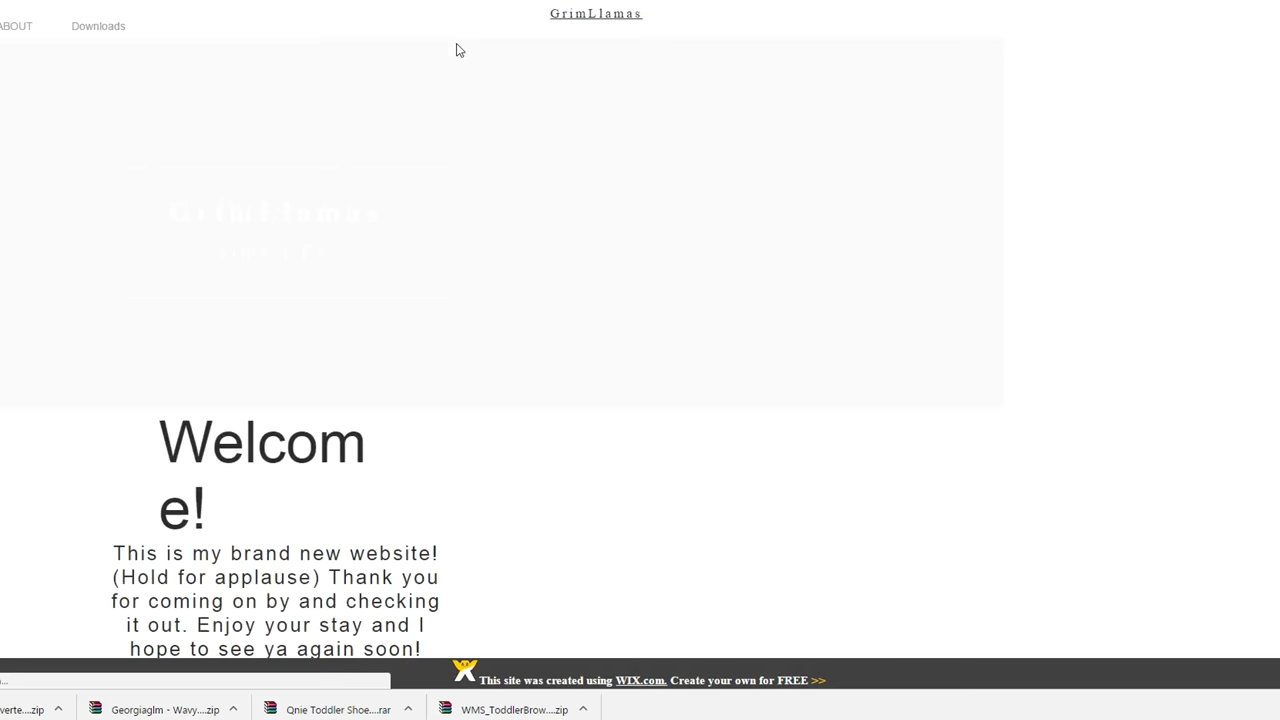 GrimLlamas
ABOUT Downloads
GrimLlamas
Welcom
e!
This is my brand new website!
(Hold for applause) Thank you
for coming on by and checking
it out. Enjoy your stay and I
hope to see ya again soon!
...
This site was created using WIX.com. Create your own for FREE >>
verte....zip
Georgiaglm - Wavy....zip
Qnie Toddler Shoe....rar
WMS_ToddlerBrow....zip